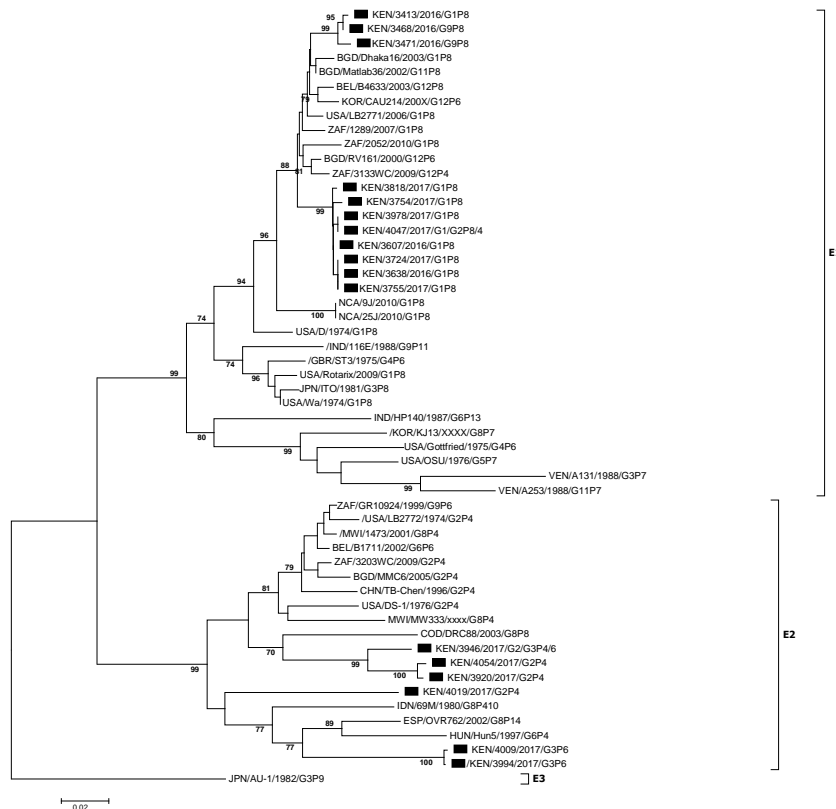 KEN/3413/2016/G1P8
95
KEN/3468/2016/G9P8
99
KEN/3471/2016/G9P8
BGD/Dhaka16/2003/G1P8
BGD/Matlab36/2002/G11P8
BEL/B4633/2003/G12P8
79
KOR/CAU214/200X/G12P6
USA/LB2771/2006/G1P8
ZAF/1289/2007/G1P8
ZAF/2052/2010/G1P8
BGD/RV161/2000/G12P6
88
81
ZAF/3133WC/2009/G12P4
KEN/3818/2017/G1P8
KEN/3754/2017/G1P8
99
KEN/3978/2017/G1P8
KEN/4047/2017/G1/G2P8/4
96
KEN/3607/2016/G1P8
E
KEN/3724/2017/G1P8
KEN/3638/2016/G1P8
94
KEN/3755/2017/G1P8
NCA/9J/2010/G1P8
100
NCA/25J/2010/G1P8
74
USA/D/1974/G1P8
/IND/116E/1988/G9P11
74
/GBR/ST3/1975/G4P6
99
USA/Rotarix/2009/G1P8
96
JPN/ITO/1981/G3P8
USA/Wa/1974/G1P8
IND/HP140/1987/G6P13
80
/KOR/KJ13/XXXX/G8P7
99
USA/Gottfried/1975/G4P6
USA/OSU/1976/G5P7
VEN/A131/1988/G3P7
99
VEN/A253/1988/G11P7
ZAF/GR10924/1999/G9P6
/USA/LB2772/1974/G2P4
/MWI/1473/2001/G8P4
BEL/B1711/2002/G6P6
ZAF/3203WC/2009/G2P4
79
BGD/MMC6/2005/G2P4
81
CHN/TB-Chen/1996/G2P4
USA/DS-1/1976/G2P4
MWI/MW333/xxxx/G8P4
COD/DRC88/2003/G8P8
E2
70
KEN/3946/2017/G2/G3P4/6
99
KEN/4054/2017/G2P4
99
100
KEN/3920/2017/G2P4
KEN/4019/2017/G2P4
IDN/69M/1980/G8P410
77
89
ESP/OVR762/2002/G8P14
77
HUN/Hun5/1997/G6P4
KEN/4009/2017/G3P6
100
/KEN/3994/2017/G3P6
JPN/AU-1/1982/G3P9
E3
0.02